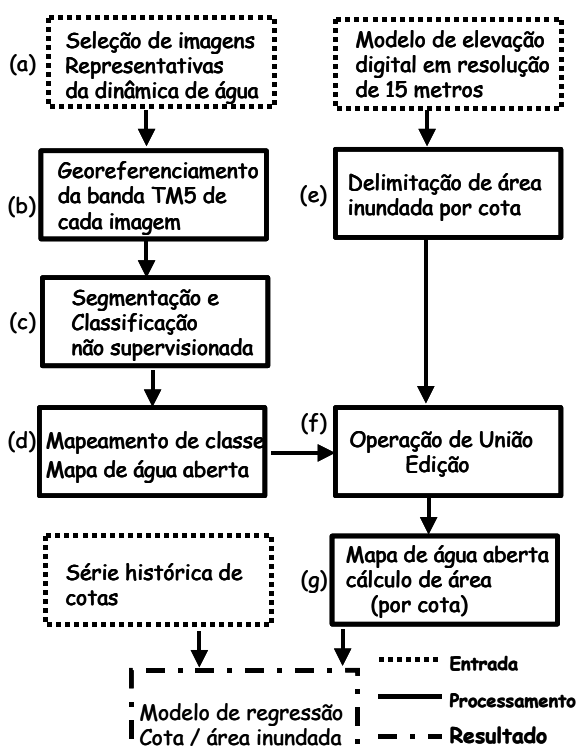 (a)
Seleção de imagens
Representativas
da dinâmica de água
Modelo de elevação
digital em resolução
de 15 metros
(b)
Georeferenciamento
da banda TM5 de
cada imagem
(e)
Delimitação de área
inundada por cota
(c)
Segmentação e
Classificação
não supervisionada
(d)
Mapeamento de classe
Mapa de água aberta
(f)
Operação de União
Edição
Série histórica de
cotas
(g)
Mapa de água aberta
cálculo de área
(por cota)
Modelo de regressão
Cota / área inundada
Entrada
Processamento
Resultado